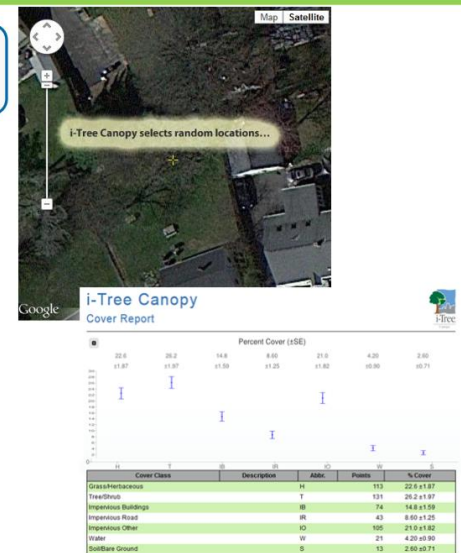 Map Satellite
i-Tree Canopy selects random locations...
Google
i-Tree Canopy
Cover Report
i-Tree
Percent Cover (±SE)
22.6 26.2 14.8 8.60 21.0 4.20 2.60
±1.87 ±1.97 ±1.59 ±1.25 ±1.82 ±0.90 ±0.71
H T IB IR IO W S
Cover Class Description Abbr. Points % Cover
Grass/Herbaceous H 113 22.6 ±1.87
Tree/Shrub T 131 26.2 ±1.97
Impervious Buildings IB 74 14.8 ±1.59
Impervious Road IR 43 8.60 ±1.25
Impervious Other IO 105 21.0 ±1.82
Water W 21 4.20 ±0.90
Soil/Bare Ground S 13 2.60 ±0.71